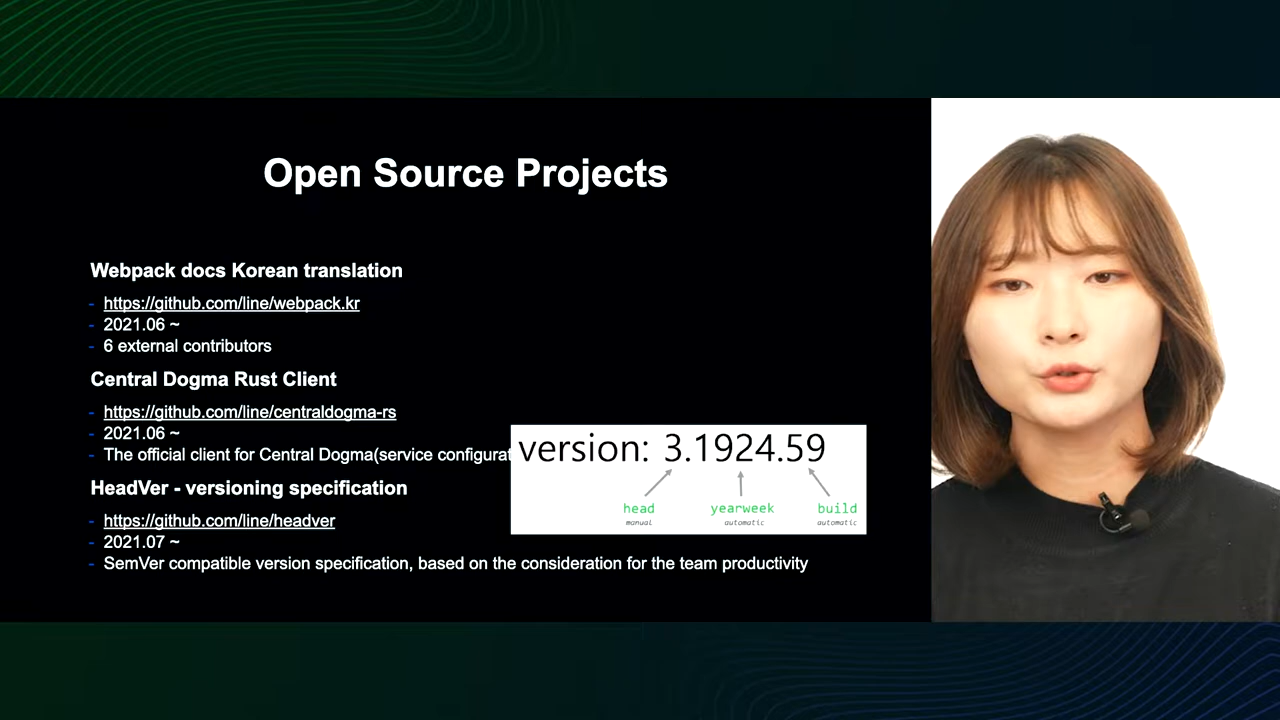 Open Source Projects
Webpack docs Korean translation
- https://github.com/line/webpack.kr
- 2021.06 ~
- 6 external contributors
Central Dogma Rust Client
- https://github.com/line/centraldogma-rs
- 2021.06 ~
- The official client for Central Dogma(service configurat
version: 3.1924.59
head yearweek build
manual automatic automatic
HeadVer - versioning specification
- https://github.com/line/headver
- 2021.07 ~
- SemVer compatible version specification, based on the consideration for the team productivity